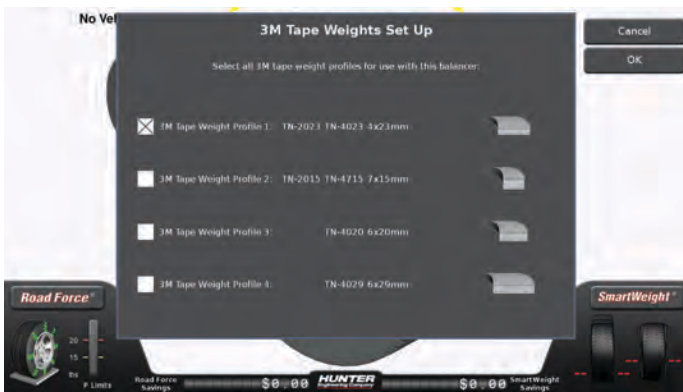 No Vel
3M Tape Weights Set Up
Cancel
OK
Select all 3M tape weight profiles for use with this balancer:
3M Tape Weight Profile 1: TN-2023 TN-4023 4x23mm
3M Tape Weight Profile 2: TN-2015 TN-4715 7x15mm
3M Tape Weight Profile 3: TN-4020 6x20mm
3M Tape Weight Profile 4: TN-4029 6x29mm
Road Force®
SmartWeight®
20
15
lbs
P Limits
Road Force Savings
$0.00
HUNTER
Engineering Company
$0.00
SmartWeight Savings